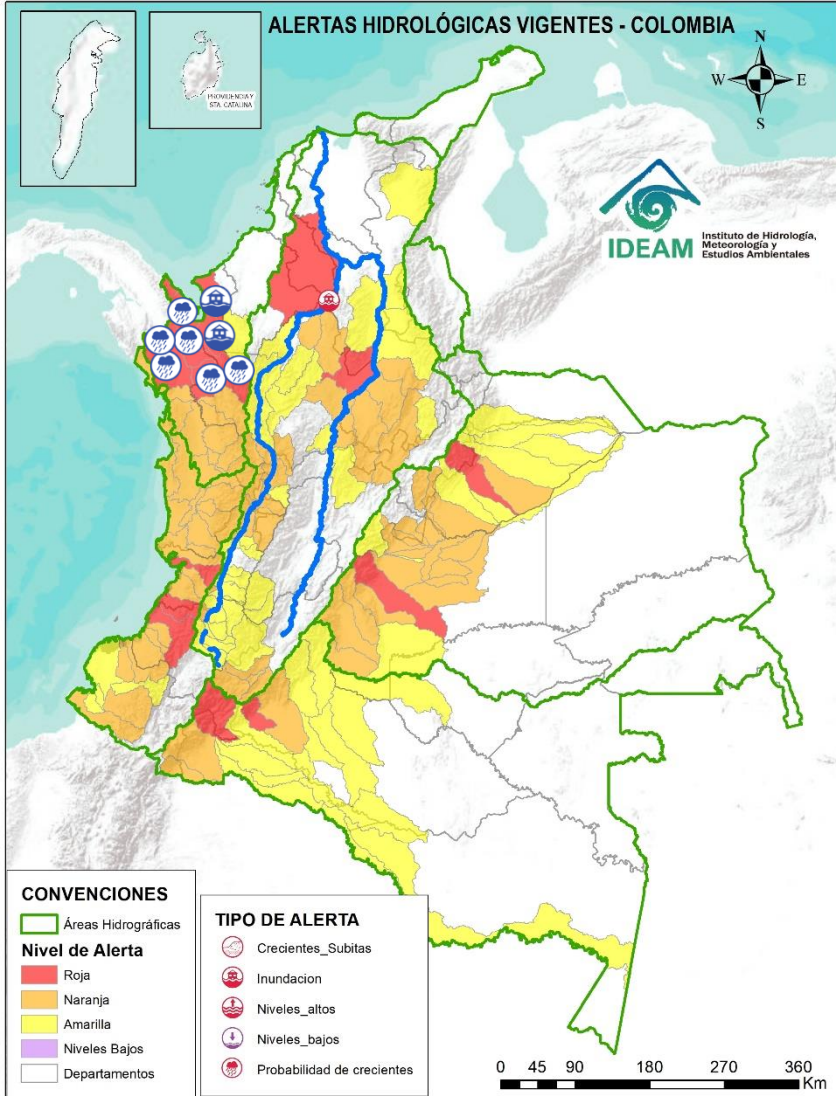 ALERTAS HIDROLÓGICAS VIGENTES - COLOMBIA
PROVIDENCIA Y
STA. CATALINA
N
W
E
S
IDEAM
Instituto de Hidrología,
Meteorología y
Estudios Ambientales
CONVENCIONES
Áreas Hidrográficas
Nivel de Alerta
Roja
Naranja
Amarilla
Niveles Bajos
Departamentos
TIPO DE ALERTA
Crecientes_Subitas
Inundacion
Niveles_altos
Niveles_bajos
Probabilidad de crecientes
0 45 90 180 270 360
Km